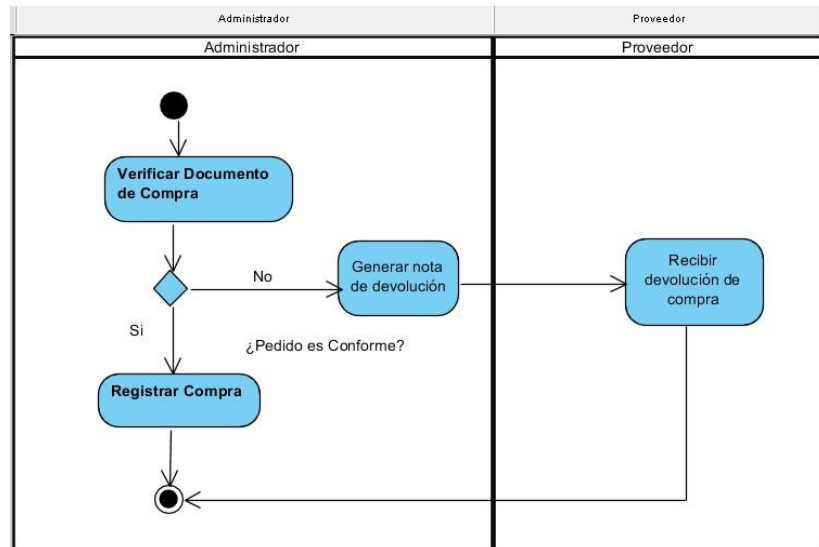 Administrador
Proveedor
Administrador
Proveedor
Verificar Documento
de Compra
No
Generar nota
de devolución
Recibir
devolución de
compra
Si
¿Pedido es Conforme?
Registrar Compra